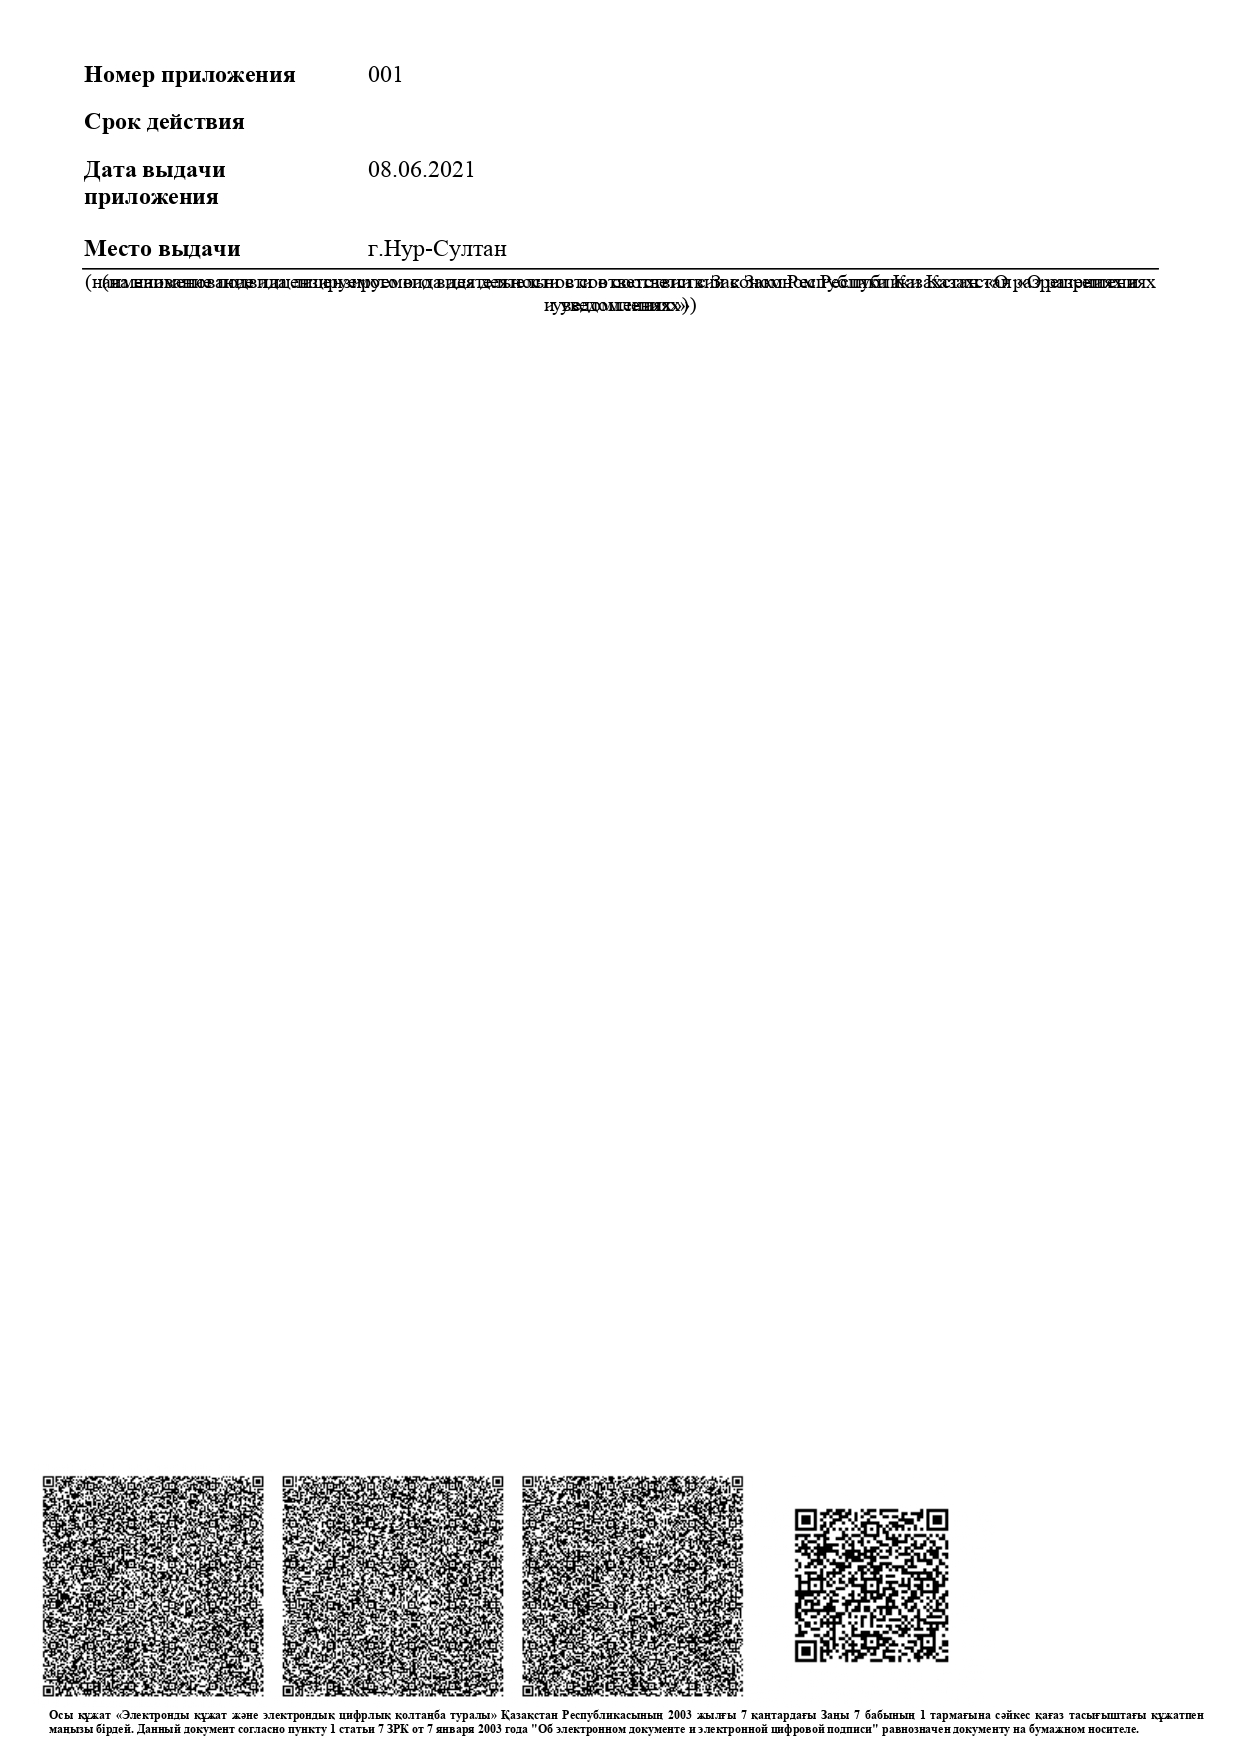 Номер приложения 001
Срок действия
Дата выдачи 08.06.2021
приложения
Место выдачи г.Нур-Султан
Осы құжат «Электронды құжат және электрондық цифрлық қолтаңба туралы» Қазақстан Республикасының 2003 жылғы 7 қаңтардағы Заңы 7 бабының 1 тармағына сәйкес қағаз тасығыштағы құжатпен
маңызы бірдей. Данный документ согласно пункту 1 статьи 7 ЗРК от 7 января 2003 года "Об электронном документе и электронной цифровой подписи" равнозначен документу на бумажном носителе.